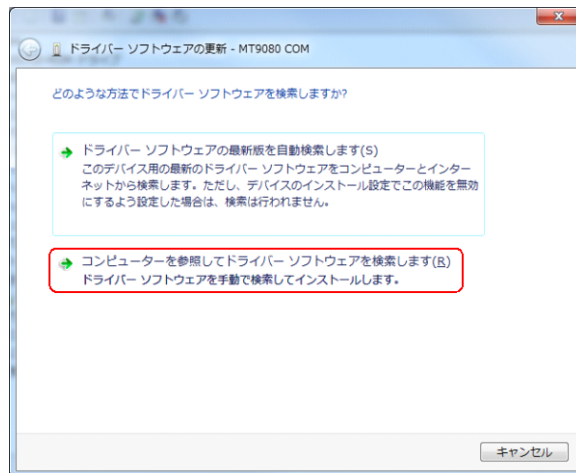 ドライバー ソフトウェアの更新 - MT9080 COM
どのような方法でドライバー ソフトウェアを検索しますか?
ドライバー ソフトウェアの最新版を自動検索します(S)
このデバイス用の最新のドライバー ソフトウェアをコンピューターとインター
ネットから検索します。ただし、デバイスのインストール設定でこの機能を無効
にするよう設定した場合は、検索は行われません。
コンピューターを参照してドライバー ソフトウェアを検索します(R)
ドライバー ソフトウェアを手動で検索してインストールします。
キャンセル